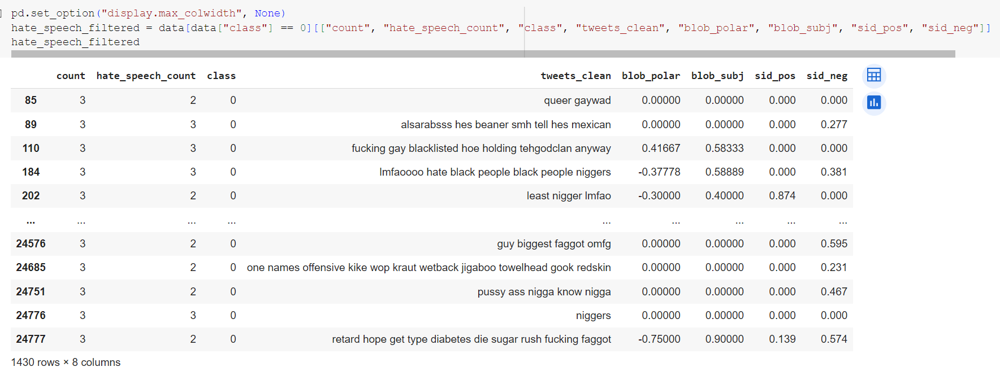 ] pd.set_option("display.max_colwidth", None)
hate_speech_filtered = data[data["class"] == 0][["count", "hate_speech_count", "class", "tweets_clean", "blob_polar", "blob_subj", "sid_pos", "sid_neg"]]
hate_speech_filtered
count hate_speech_count class tweets_clean blob_polar blob_subj sid_pos sid_neg
85 3 2 0 queer gaywad 0.00000 0.00000 0.000 0.000
89 3 3 0 alsarabsss hes beaner smh tell hes mexican 0.00000 0.00000 0.000 0.277
110 3 3 0 fucking gay blacklisted hoe holding tehgodclan anyway 0.41667 0.58333 0.000 0.000
184 3 3 0 lmfaoooo hate black people black people niggers -0.37778 0.58889 0.000 0.381
202 3 2 0 least nigger lmfao -0.30000 0.40000 0.874 0.000
... ... ... ... ... ... ... ... ...
24576 3 2 0 guy biggest faggot omfg 0.00000 0.00000 0.000 0.595
24685 3 2 0 one names offensive kike wop kraut wetback jigaboo towelhead gook redskin 0.00000 0.00000 0.000 0.231
24751 3 2 0 pussy ass nigga know nigga 0.00000 0.00000 0.000 0.467
24776 3 3 0 niggers 0.00000 0.00000 0.000 0.000
24777 3 2 0 retard hope get type diabetes die sugar rush fucking faggot -0.75000 0.90000 0.139 0.574
1430 rows × 8 columns